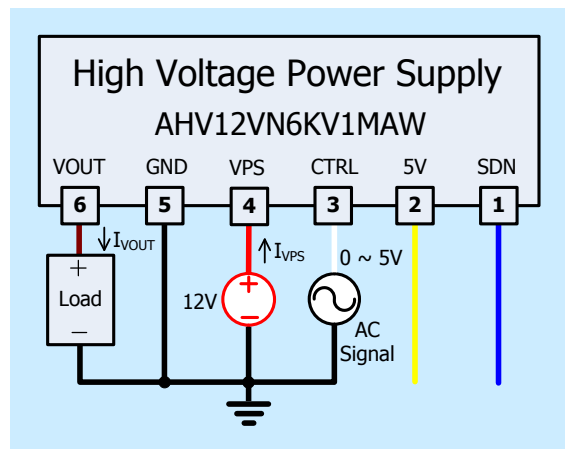 High Voltage Power Supply
AHV12VN6KV1MAW
VOUT GND VPS CTRL 5V SDN
6 5 4 3 2 1
+ ↓IVOUT ↑IVPS 0 ~ 5V
Load 12V + −
− AC
Signal